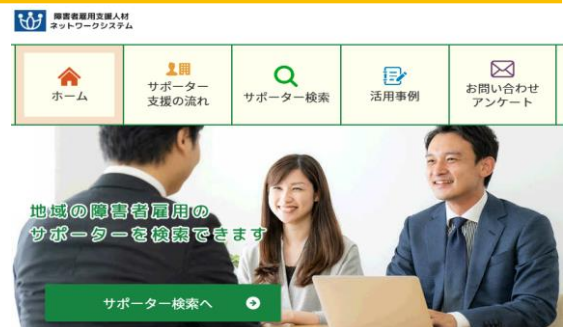 障害者雇用支援人材
ネットワークシステム
ホーム
サポーター
支援の流れ
サポーター検索
活用事例
お問い合わせ
アンケート
地域の障害者雇用の
サポーターを検索できます
サポーター検索へ